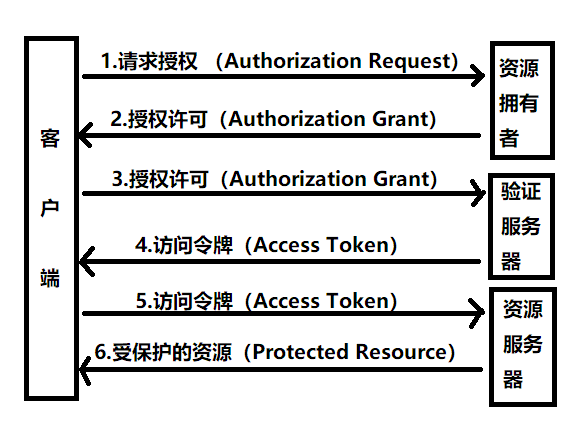 1.请求授权 （Authorization Request）
资源
拥有
者
2.授权许可（Authorization Grant）
客
户
端
3.授权许可（Authorization Grant）
验证
服务
器
4.访问令牌（Access Token）
5.访问令牌（Access Token）
资源
服务
器
6.受保护的资源（Protected Resource）